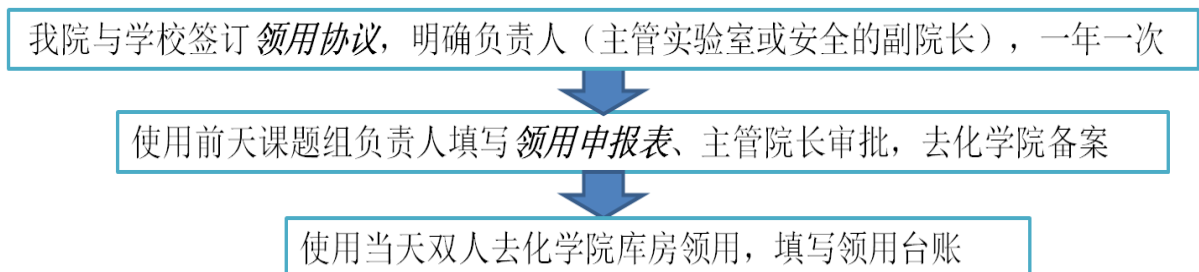 我院与学校签订领用协议，明确负责人（主管实验室或安全的副院长），一年一次
使用前天课题组负责人填写领用申报表、主管院长审批，去化学院备案
使用当天双人去化学院库房领用，填写领用台账